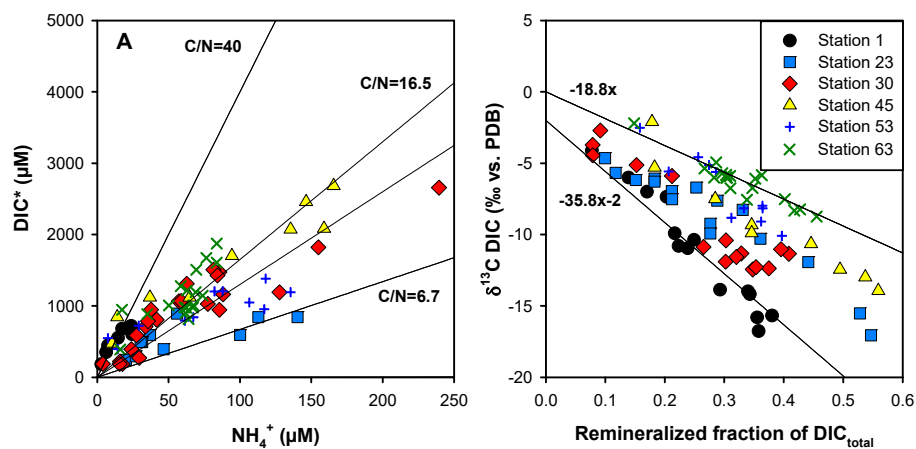 A
C/N=40
C/N=16.5
C/N=6.7
5000
4000
3000
2000
1000
0
DIC* (µM)
0 50 100 150 200 250
NH₄⁺ (µM)
Station 1
Station 23
Station 30
Station 45
Station 53
Station 63
-18.8x
-35.8x-2
5
0
-5
-10
-15
-20
δ¹³C DIC (‰ vs. PDB)
0.0 0.1 0.2 0.3 0.4 0.5 0.6
Remineralized fraction of DICtotal